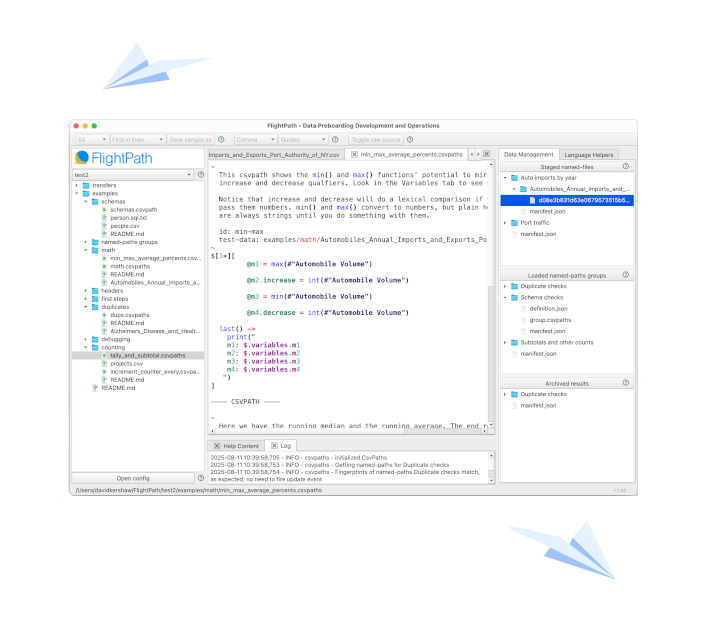 FlightPath - Data Preboarding Development and Operations
50 First-n lines Save sample as Comma Quotes Toggle raw source
FlightPath
test2
transfers
examples
schemas
schemas.csvpath
person.sql.txt
people.csv
README.md
named-paths groups
math
min_max_average_percents.csv...
math.csvpaths
README.md
Automobiles_Annual_Imports_a...
headers
first steps
duplicates
dups.csvpaths
README.md
Alzheimers_Disease_and_Healt...
debugging
counting
tally_and_subtotal.csvpaths
projects.csv
increment_counter_every.csvpa...
README.md
README.md
Open config
Imports_and_Exports_Port_Authority_of_NY.csv
min_max_average_percents.csvpaths
~
This csvpath shows the min() and max() functions' potential to mir
increase and decrease qualfiers. Look in the Variables tab to see
Notice that increase and decrease will do a lexical comparison if
pass them numbers. min() and max() convert to numbers, but plain he
are always strings until you do something with them.
id: min-max
test-data: examples/math/Automobiles_Annual_Imports_and_Exports_Po
~
$[1*][
@m1 = max(#"Automobile Volume")
@m2.increase = int(#"Automobile Volume")
@m3 = min(#"Automobile Volume")
@m4.decrease = int(#"Automobile Volume")
last() ->
print("
m1: $.variables.m1
m2: $.variables.m2
m3: $.variables.m3
m4: $.variables.m4
")
]
---- CSVPATH ----
~
Here we have the running median and the running average. The end r
Help Content
Log
2025-08-11 10:39:58,705 - INFO - csvpaths - initialized CsvPaths
2025-08-11 10:39:58,753 - INFO - csvpaths - Getting named-paths for Duplicate checks
2025-08-11 10:39:58,754 - INFO - csvpaths - Fingerprints of named-paths Duplicate checks match,
as expected; no need to fire update event
Data Management
Language Helpers
Staged named-files
Auto imports by year
Automobiles_Annual_Imports_and_...
d08e3b831d63e0679573515b5...
manifest.json
Port traffic
manifest.json
Loaded named-paths groups
Duplicate checks
Schema checks
definition.json
group.csvpaths
manifest.json
Subtotals and other counts
manifest.json
Archived results
Duplicate checks
manifest.json
/Users/davidkershaw/FlightPath/test2/examples/math/min_max_average_percents.csvpaths